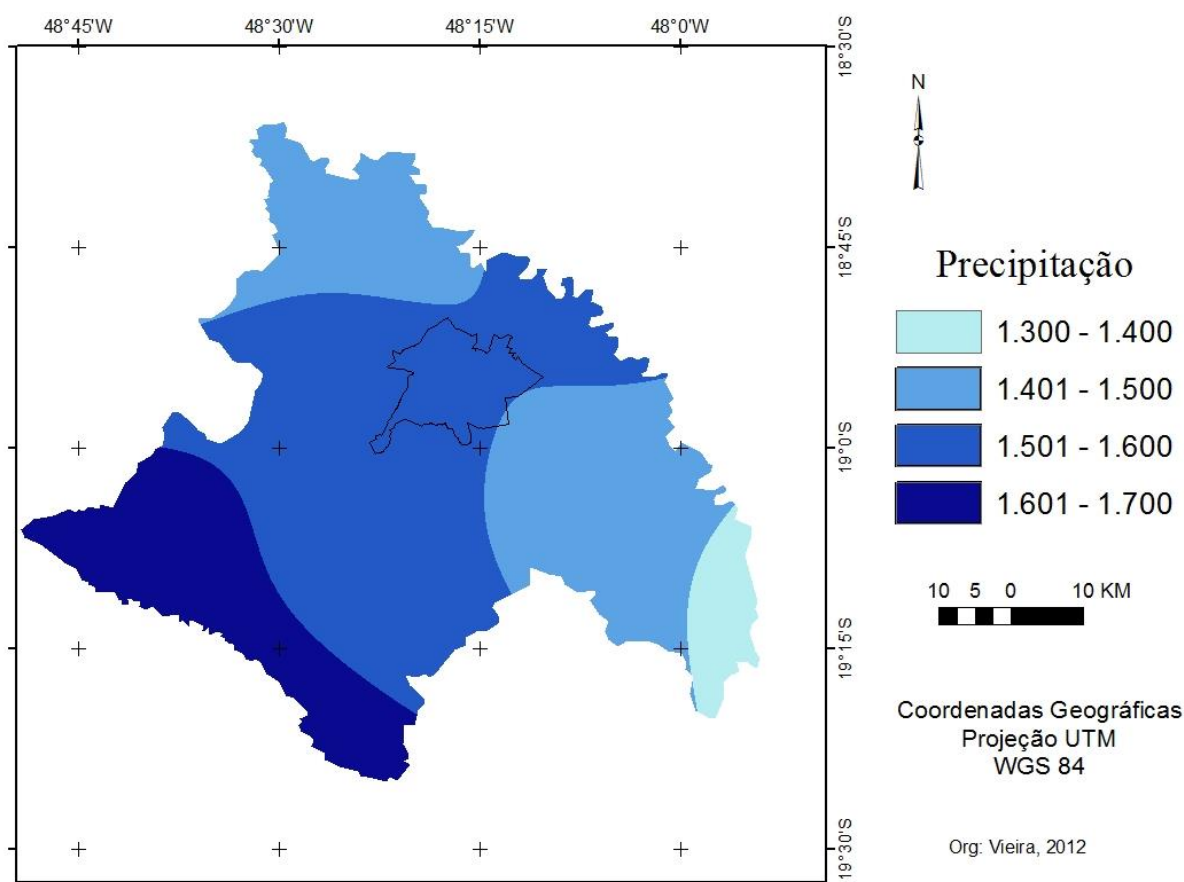 48°45'W 48°30'W 48°15'W 48°0'W
18°30'S
18°45'S
19°0'S
19°15'S
19°30'S
N
Precipitação
1.300 - 1.400
1.401 - 1.500
1.501 - 1.600
1.601 - 1.700
10 5 0 10 KM
Coordenadas Geográficas
Projeção UTM
WGS 84
Org: Vieira, 2012